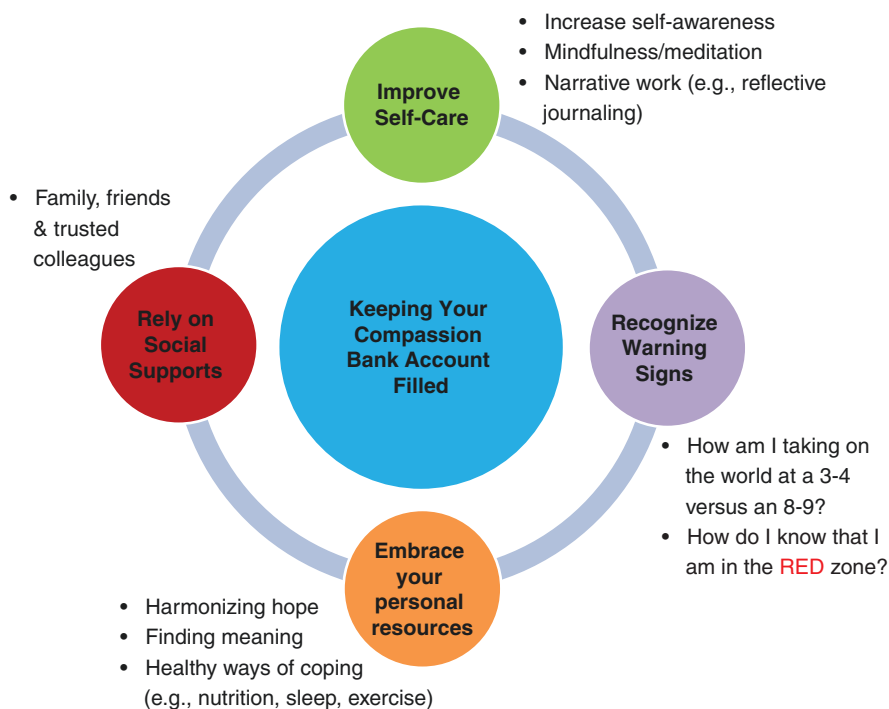 Improve
Self-Care
• Increase self-awareness
• Mindfulness/meditation
• Narrative work (e.g., reflective
journaling)
• Family, friends
& trusted
colleagues
Rely on
Social
Supports
Keeping Your
Compassion
Bank Account
Filled
Recognize
Warning
Signs
• How am I taking on
the world at a 3-4
versus an 8-9?
• How do I know that I
am in the RED zone?
Embrace
your
personal
resources
• Harmonizing hope
• Finding meaning
• Healthy ways of coping
(e.g., nutrition, sleep, exercise)